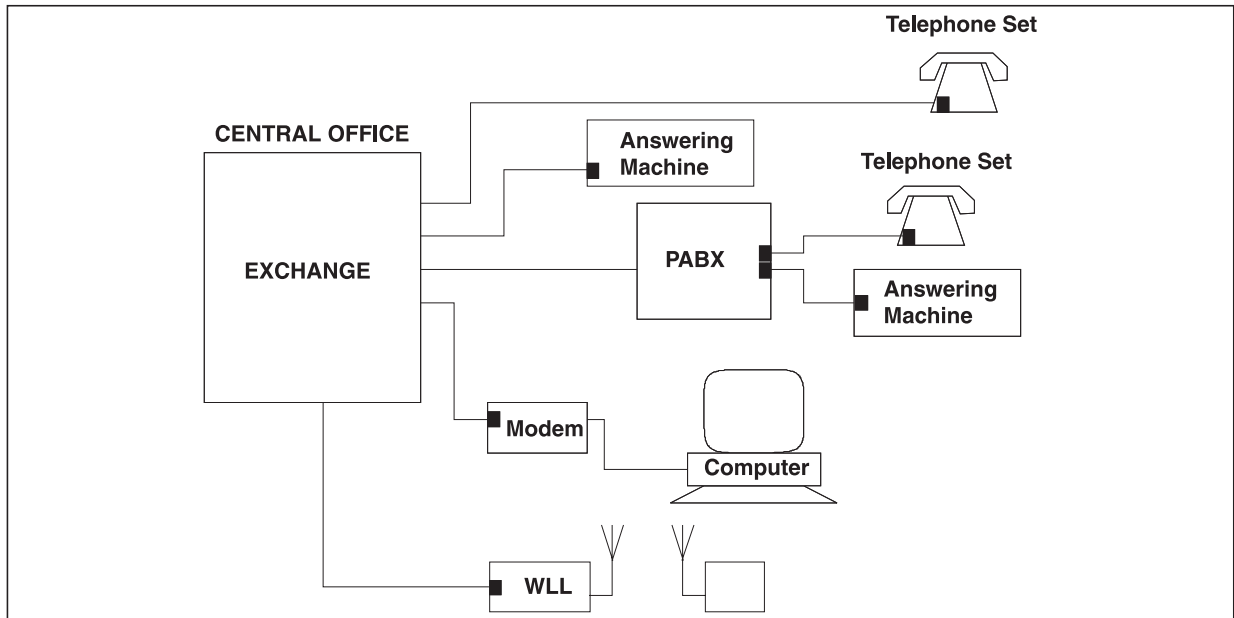 Telephone Set
CENTRAL OFFICE
Answering
Machine
Telephone Set
EXCHANGE
PABX
Answering
Machine
Modem
Computer
WLL